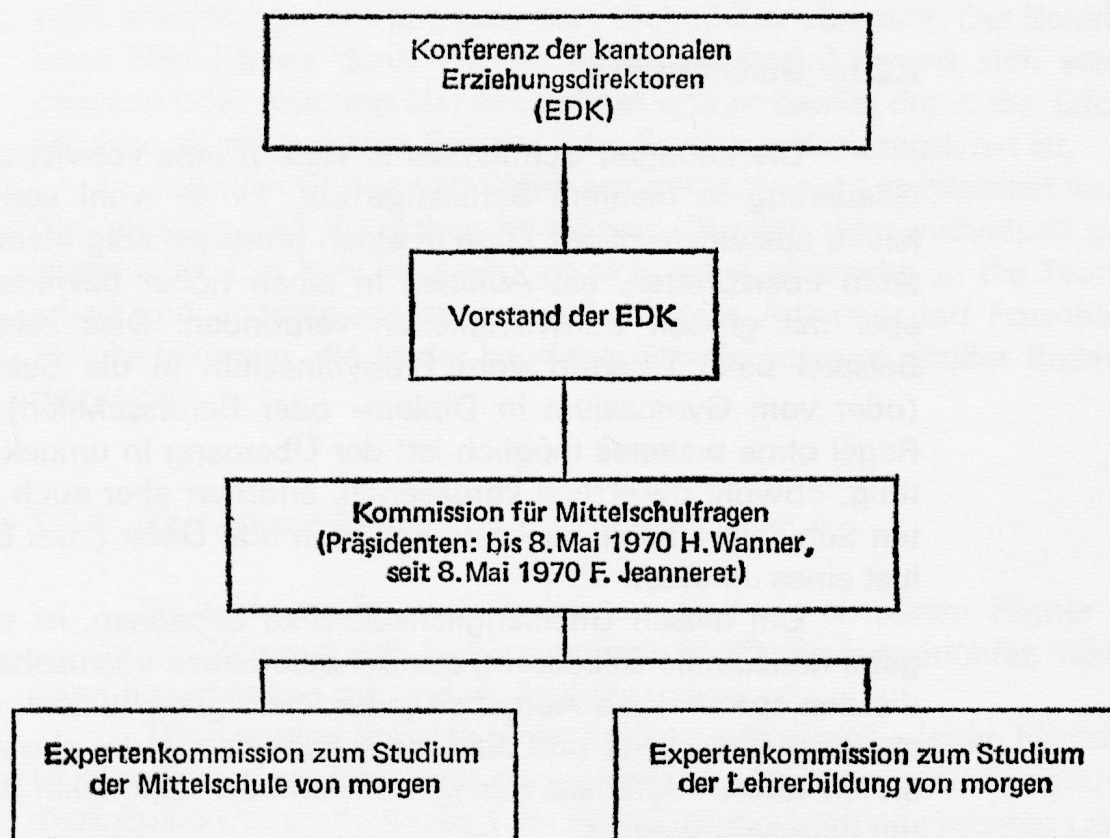 Konferenz der kantonalen
Erziehungsdirektoren
(EDK)
Vorstand der EDK
Kommission für Mittelschulfragen
(Präsidenten: bis 8. Mai 1970 H. Wanner,
seit 8. Mai 1970 F. Jeanneret)
Expertenkommission zum Studium
der Mittelschule von morgen
Expertenkommission zum Studium
der Lehrerbildung von morgen